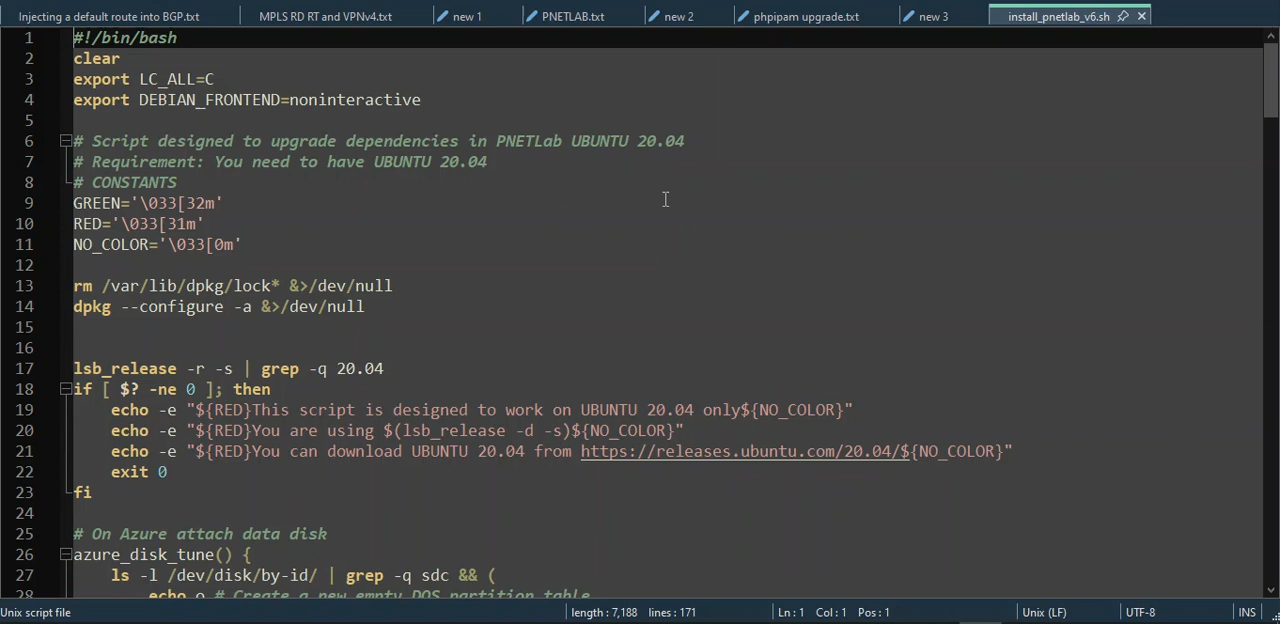 Injecting a default route into BGP.txt MPLS RD RT and VPNv4.txt new 1 PNETLAB.txt new 2 phpipam upgrade.txt new 3 install_pnetlab_v6.sh
1 #!/bin/bash
2 clear
3 export LC_ALL=C
4 export DEBIAN_FRONTEND=noninteractive
5
6 # Script designed to upgrade dependencies in PNETLab UBUNTU 20.04
7 # Requirement: You need to have UBUNTU 20.04
8 # CONSTANTS
9 GREEN='\033[32m'
10 RED='\033[31m'
11 NO_COLOR='\033[0m'
12
13 rm /var/lib/dpkg/lock* &>/dev/null
14 dpkg --configure -a &>/dev/null
15
16
17 lsb_release -r -s | grep -q 20.04
18 if [ $? -ne 0 ]; then
19 echo -e "${RED}This script is designed to work on UBUNTU 20.04 only${NO_COLOR}"
20 echo -e "${RED}You are using $(lsb_release -d -s)${NO_COLOR}"
21 echo -e "${RED}You can download UBUNTU 20.04 from https://releases.ubuntu.com/20.04/${NO_COLOR}"
22 exit 0
23 fi
24
25 # On Azure attach data disk
26 azure_disk_tune() {
27 ls -l /dev/disk/by-id/ | grep -q sdc && (
28 echo o # Create a new empty DOS partition table
Unix script file length : 7,188 lines : 171 Ln : 1 Col : 1 Pos : 1 Unix (LF) UTF-8 INS